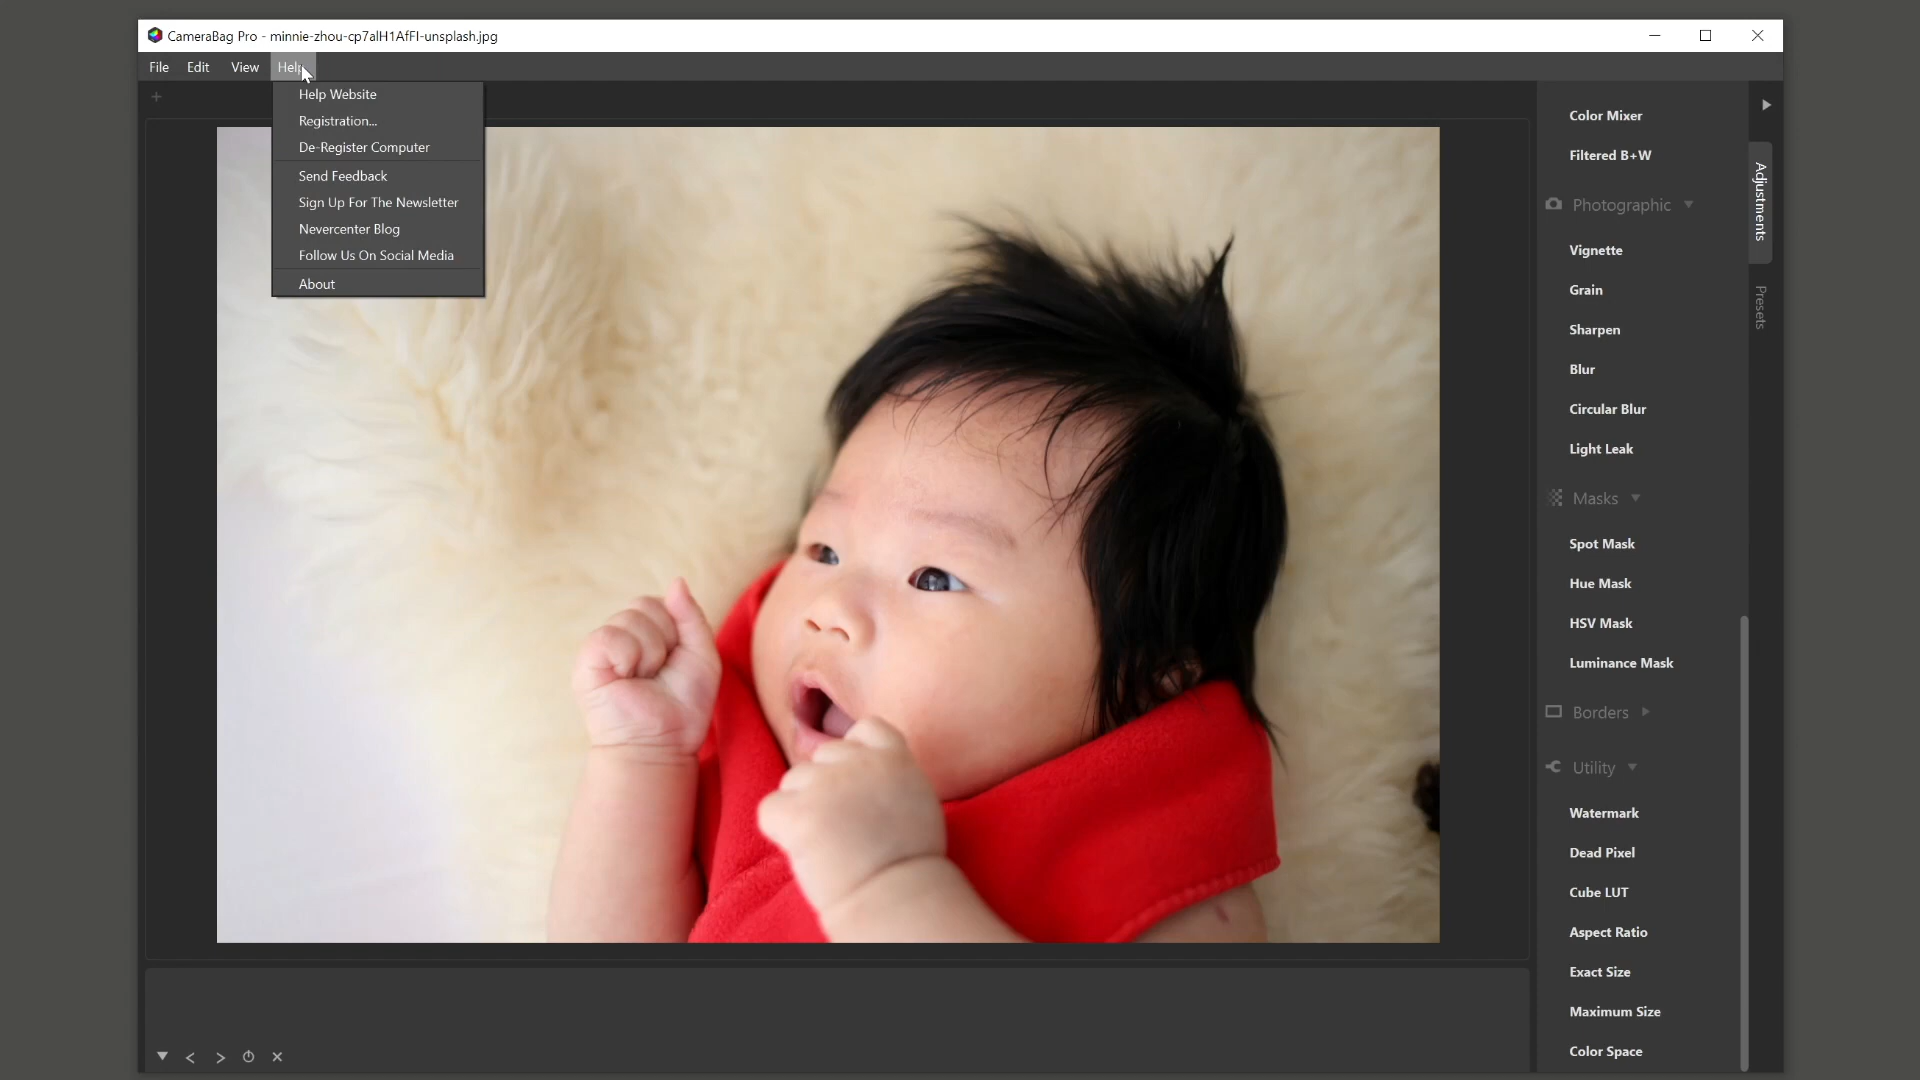 CameraBag Pro - minnie-zhou-cp7alH1AfFI-unsplash.jpg
File Edit View Help
Help Website
Registration...
De-Register Computer
Send Feedback
Sign Up For The Newsletter
Nevercenter Blog
Follow Us On Social Media
About
Color Mixer
Filtered B+W
Photographic
Vignette
Grain
Sharpen
Blur
Circular Blur
Light Leak
Masks
Spot Mask
Hue Mask
HSV Mask
Luminance Mask
Borders
Utility
Watermark
Dead Pixel
Cube LUT
Aspect Ratio
Exact Size
Maximum Size
Color Space
Adjustments
Presets